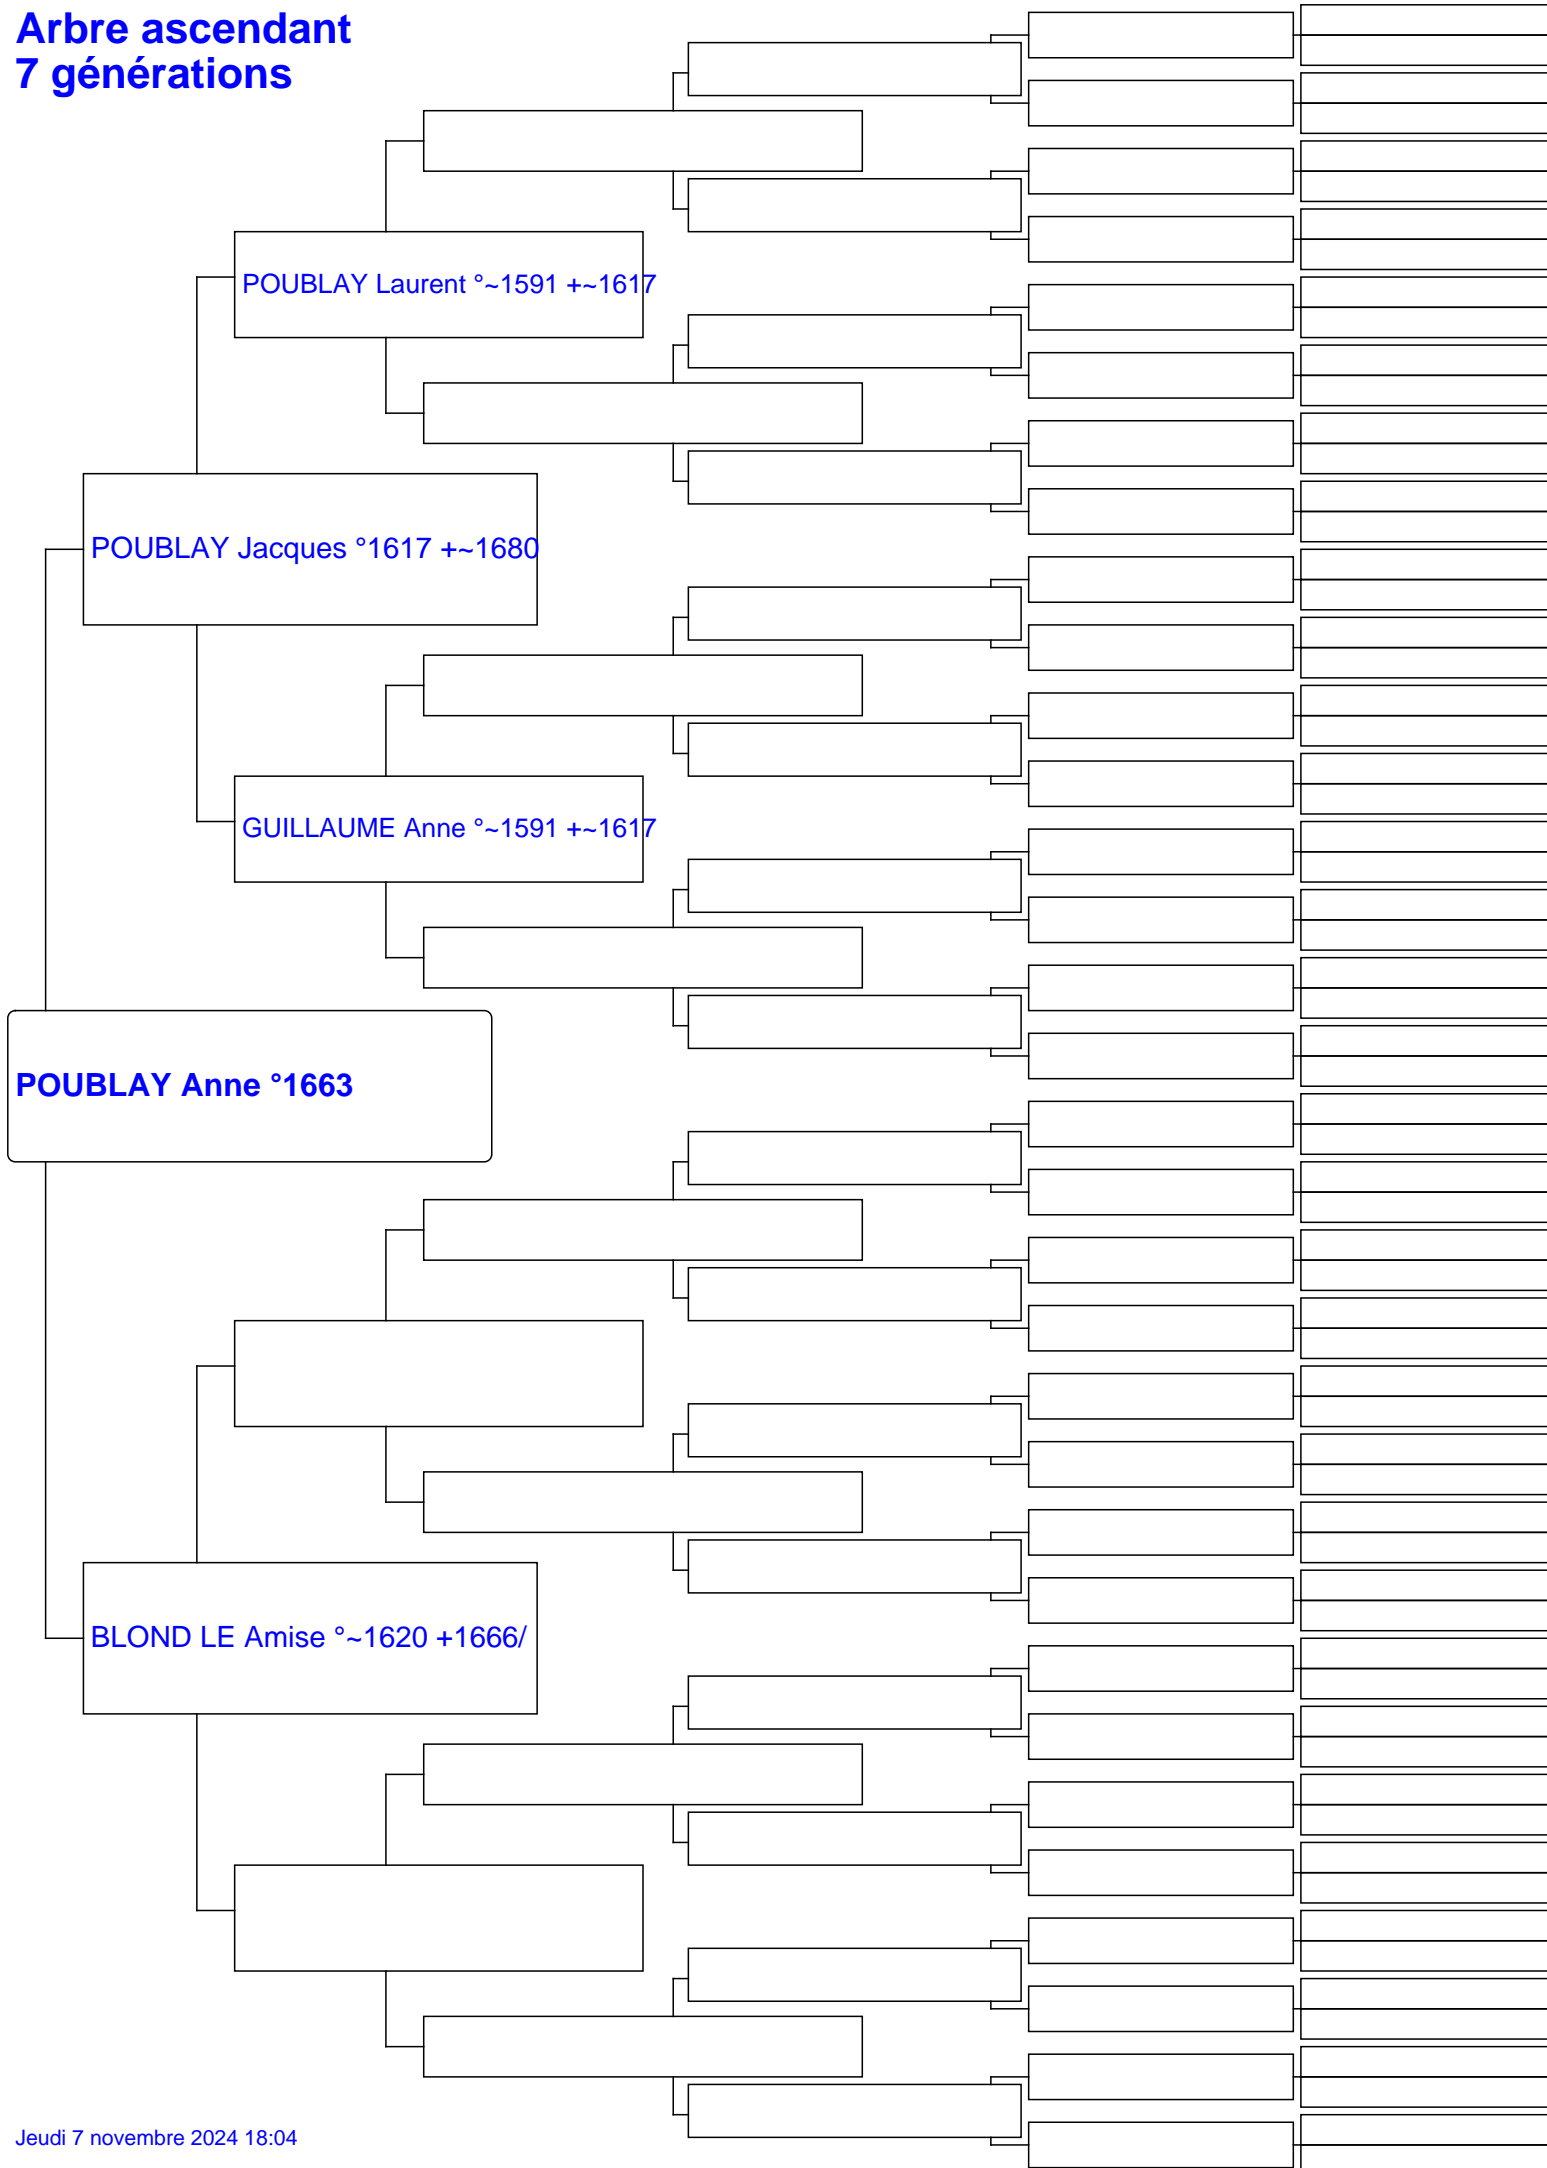 Arbre ascendant
7 générations
POUBLAY Laurent °~1591 +~1617
POUBLAY Jacques °1617 +~1680
GUILLAUME Anne °~1591 +~1617
POUBLAY Anne °1663
BLOND LE Amise °~1620 +1666/
Jeudi 7 novembre 2024 18:04